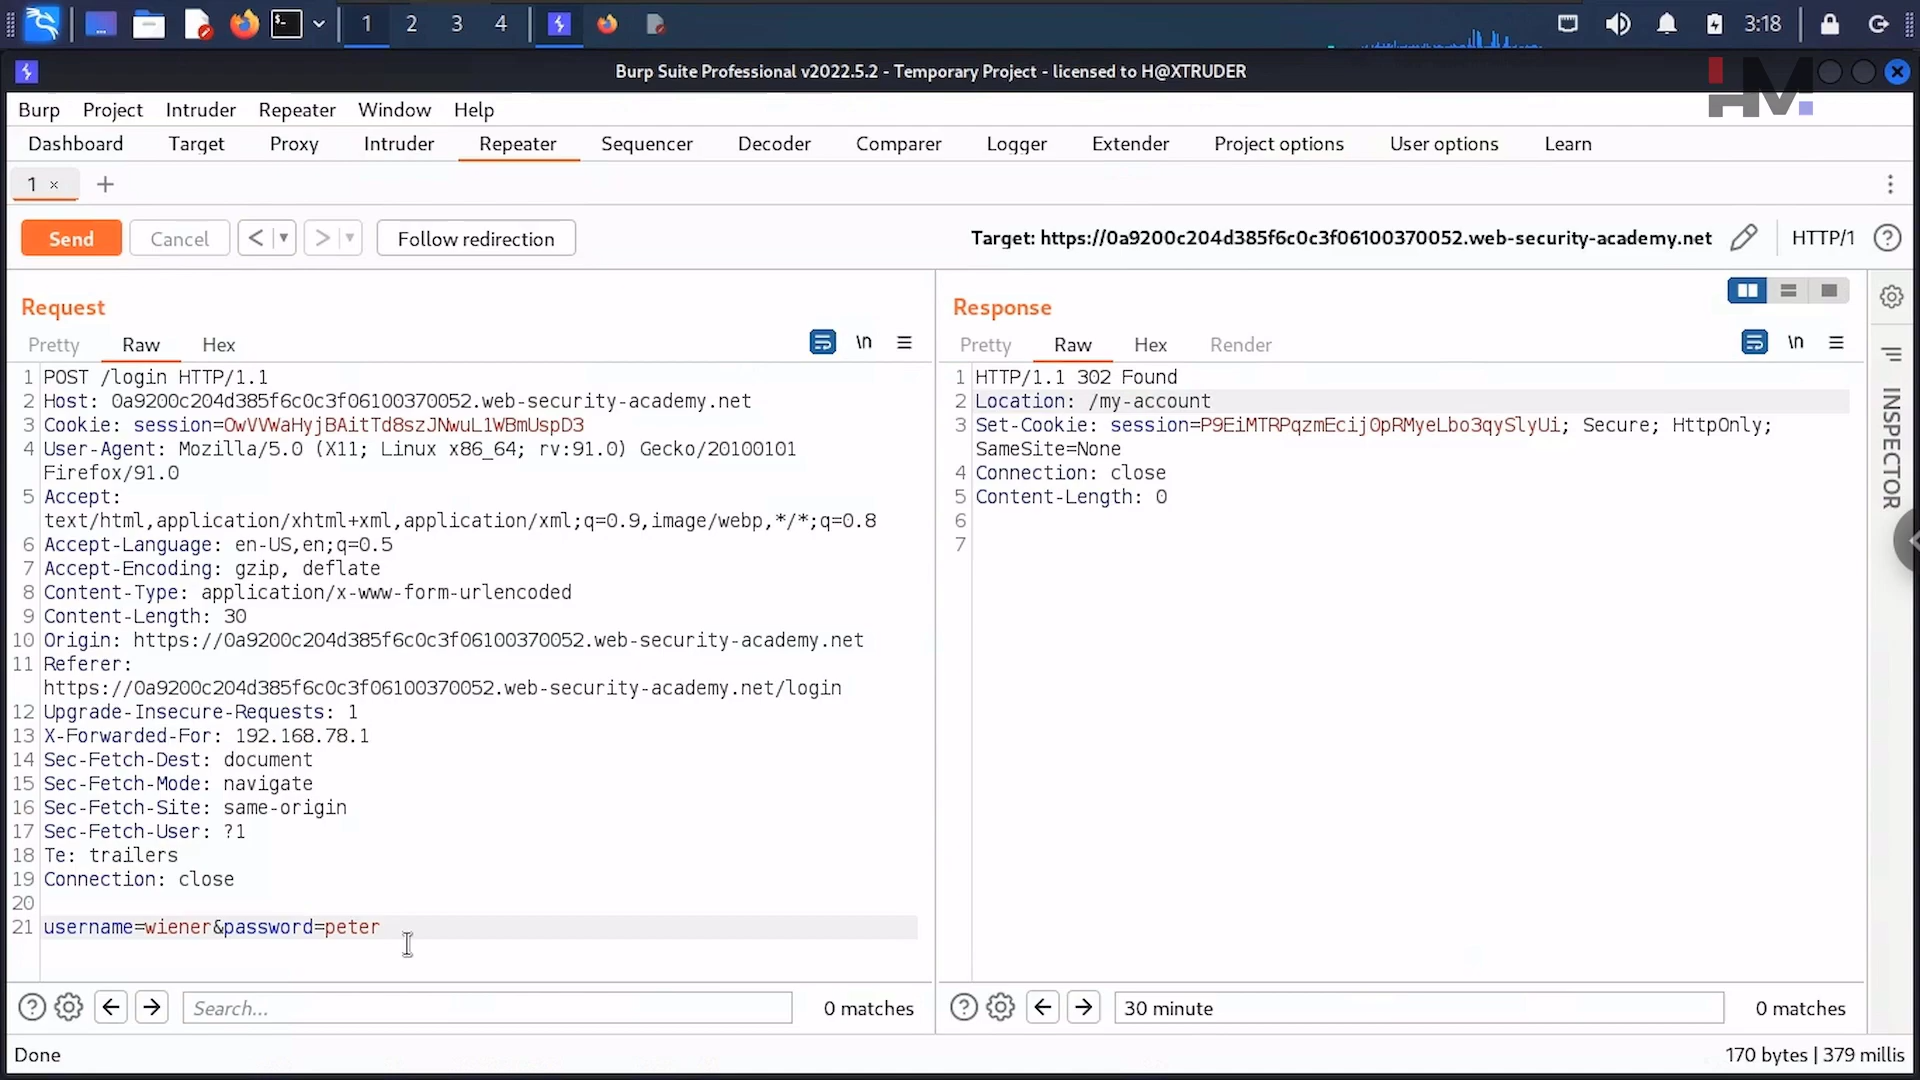 1 2 3 4 3:18
Burp Suite Professional v2022.5.2 - Temporary Project - licensed to H@XTRUDER
HM.
Burp Project Intruder Repeater Window Help
Dashboard Target Proxy Intruder Repeater Sequencer Decoder Comparer Logger Extender Project options User options Learn
1 × +
Send Cancel < > Follow redirection Target: https://0a9200c204d385f6c0c3f06100370052.web-security-academy.net HTTP/1 ?
Request
Pretty Raw Hex \n
1 POST /login HTTP/1.1
2 Host: 0a9200c204d385f6c0c3f06100370052.web-security-academy.net
3 Cookie: session=OwVVWaHyjBAitTd8szJNwuL1WBmUspD3
4 User-Agent: Mozilla/5.0 (X11; Linux x86_64; rv:91.0) Gecko/20100101
Firefox/91.0
5 Accept:
text/html,application/xhtml+xml,application/xml;q=0.9,image/webp,*/*;q=0.8
6 Accept-Language: en-US,en;q=0.5
7 Accept-Encoding: gzip, deflate
8 Content-Type: application/x-www-form-urlencoded
9 Content-Length: 30
10 Origin: https://0a9200c204d385f6c0c3f06100370052.web-security-academy.net
11 Referer:
https://0a9200c204d385f6c0c3f06100370052.web-security-academy.net/login
12 Upgrade-Insecure-Requests: 1
13 X-Forwarded-For: 192.168.78.1
14 Sec-Fetch-Dest: document
15 Sec-Fetch-Mode: navigate
16 Sec-Fetch-Site: same-origin
17 Sec-Fetch-User: ?1
18 Te: trailers
19 Connection: close
20
21 username=wiener&password=peter
? Search... 0 matches
Response
Pretty Raw Hex Render \n
1 HTTP/1.1 302 Found
2 Location: /my-account
3 Set-Cookie: session=P9EiMTRPqzmEcij0pRMyeLbo3qySlyUi; Secure; HttpOnly;
SameSite=None
4 Connection: close
5 Content-Length: 0
6
7
? 30 minute 0 matches
INSPECTOR
Done 170 bytes | 379 millis